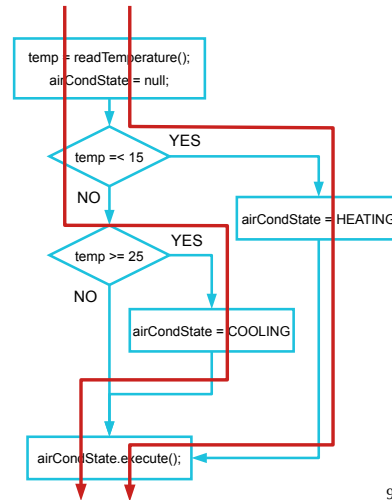 temp = readTemperature();
airCondState = null;
temp =< 15
YES
NO
airCondState = HEATING
temp >= 25
YES
NO
airCondState = COOLING
airCondState.execute();
9